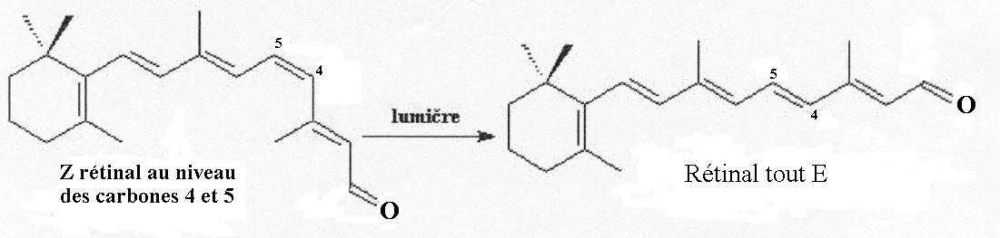 5
4
O
Z rétinal au niveau
des carbones 4 et 5
lumičre
5
4
O
Rétinal tout E